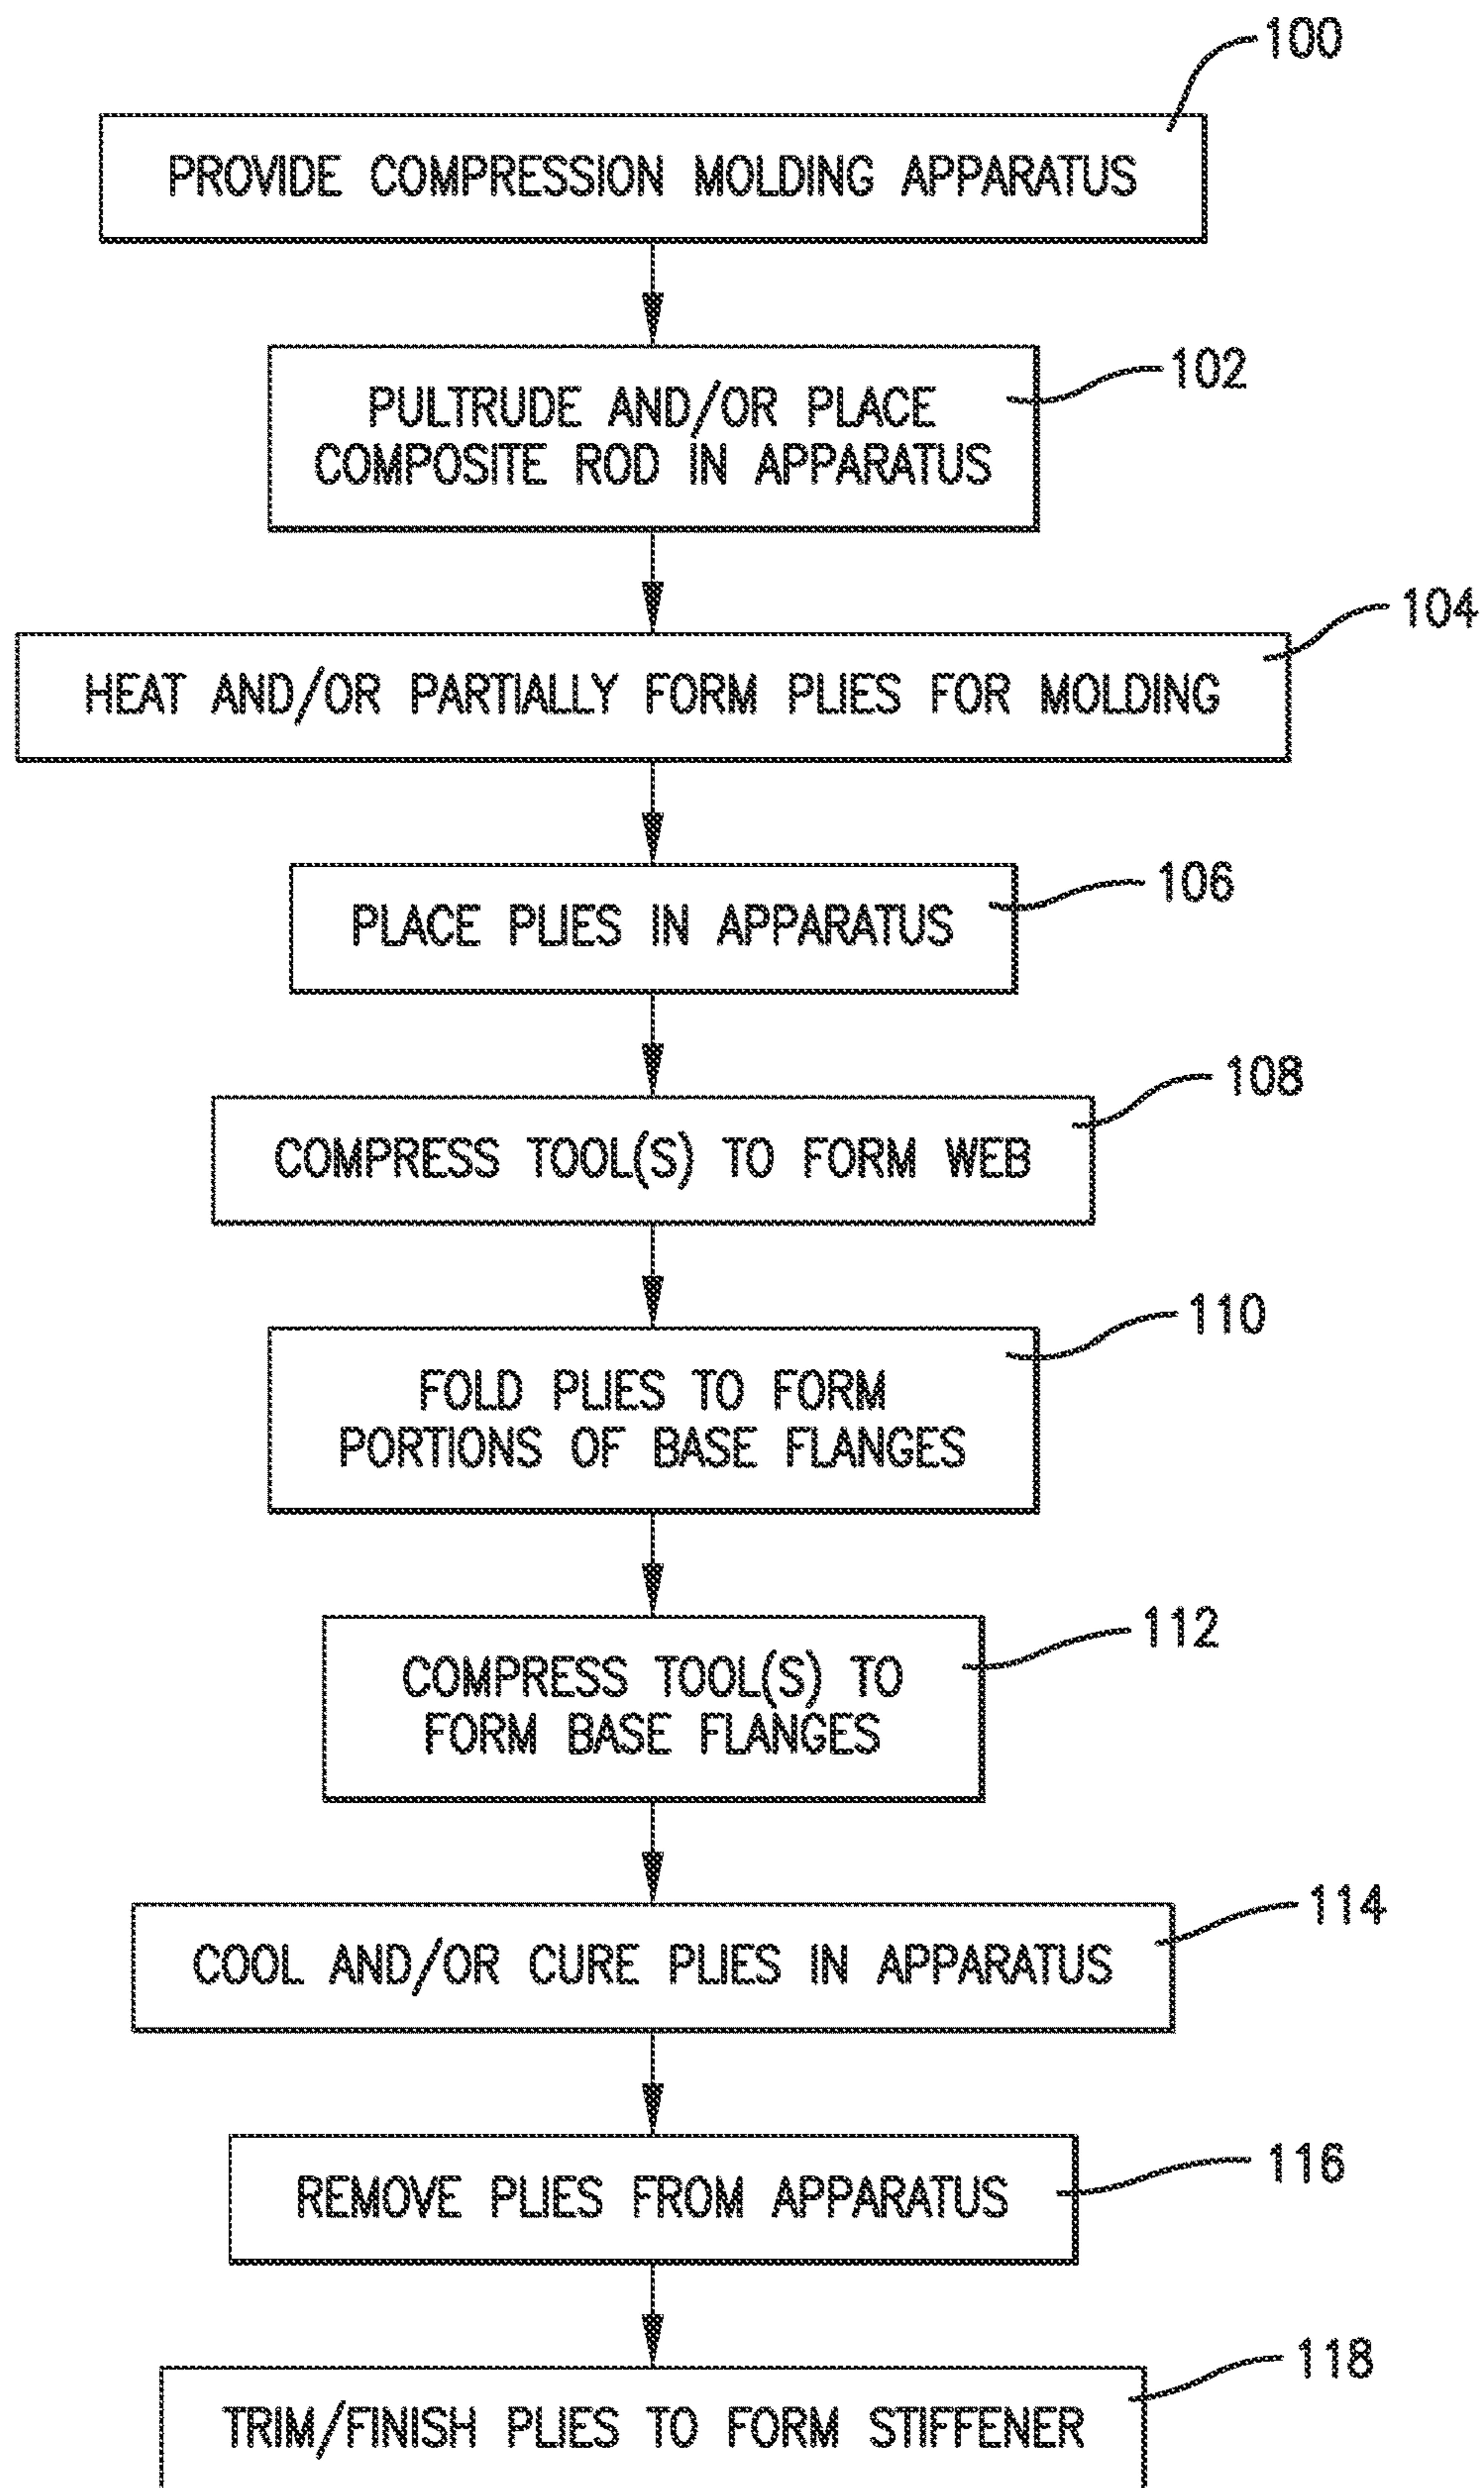 100
PROVIDE COMPRESSION MOLDING APPARATUS
102
PULTRUDE AND/OR PLACE
COMPOSITE ROD IN APPARATUS
104
HEAT AND/OR PARTIALLY FORM PLIES FOR MOLDING
106
PLACE PLIES IN APPARATUS
108
COMPRESS TOOL(S) TO FORM WEB
110
FOLD PLIES TO FORM
PORTIONS OF BASE FLANGES
112
COMPRESS TOOL(S) TO
FORM BASE FLANGES
114
COOL AND/OR CURE PLIES IN APPARATUS
116
REMOVE PLIES FROM APPARATUS
118
TRIM/FINISH PLIES TO FORM STIFFENER